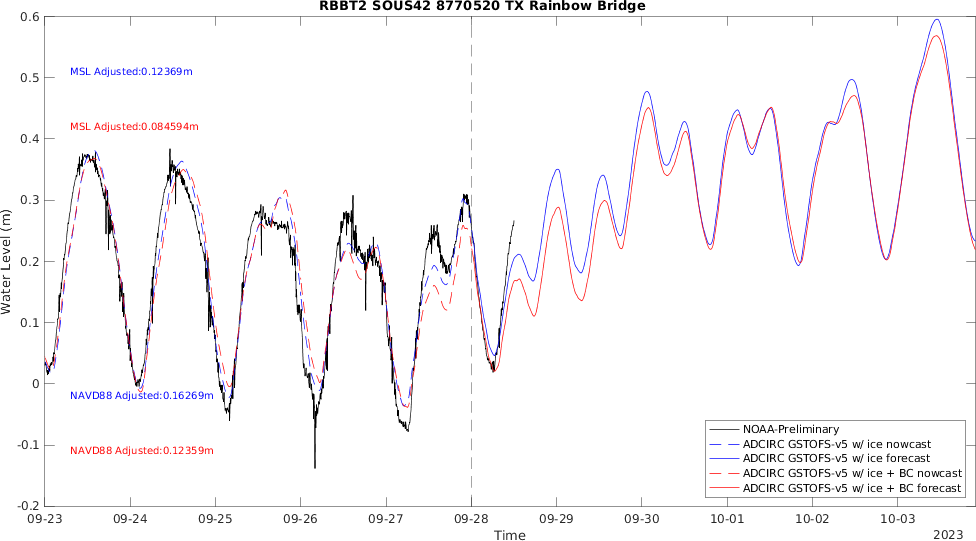 RBBT2 SOUS42 8770520 TX Rainbow Bridge
0.6
0.5
0.4
0.3
0.2
0.1
0
-0.1
-0.2
Water Level (m)
MSL Adjusted:0.12369m
MSL Adjusted:0.084594m
NAVD88 Adjusted:0.16269m
NAVD88 Adjusted:0.12359m
NOAA-Preliminary
ADCIRC GSTOFS-v5 w/ ice nowcast
ADCIRC GSTOFS-v5 w/ ice forecast
ADCIRC GSTOFS-v5 w/ ice + BC nowcast
ADCIRC GSTOFS-v5 w/ ice + BC forecast
09-23 09-24 09-25 09-26 09-27 09-28 09-29 09-30 10-01 10-02 10-03
Time
2023